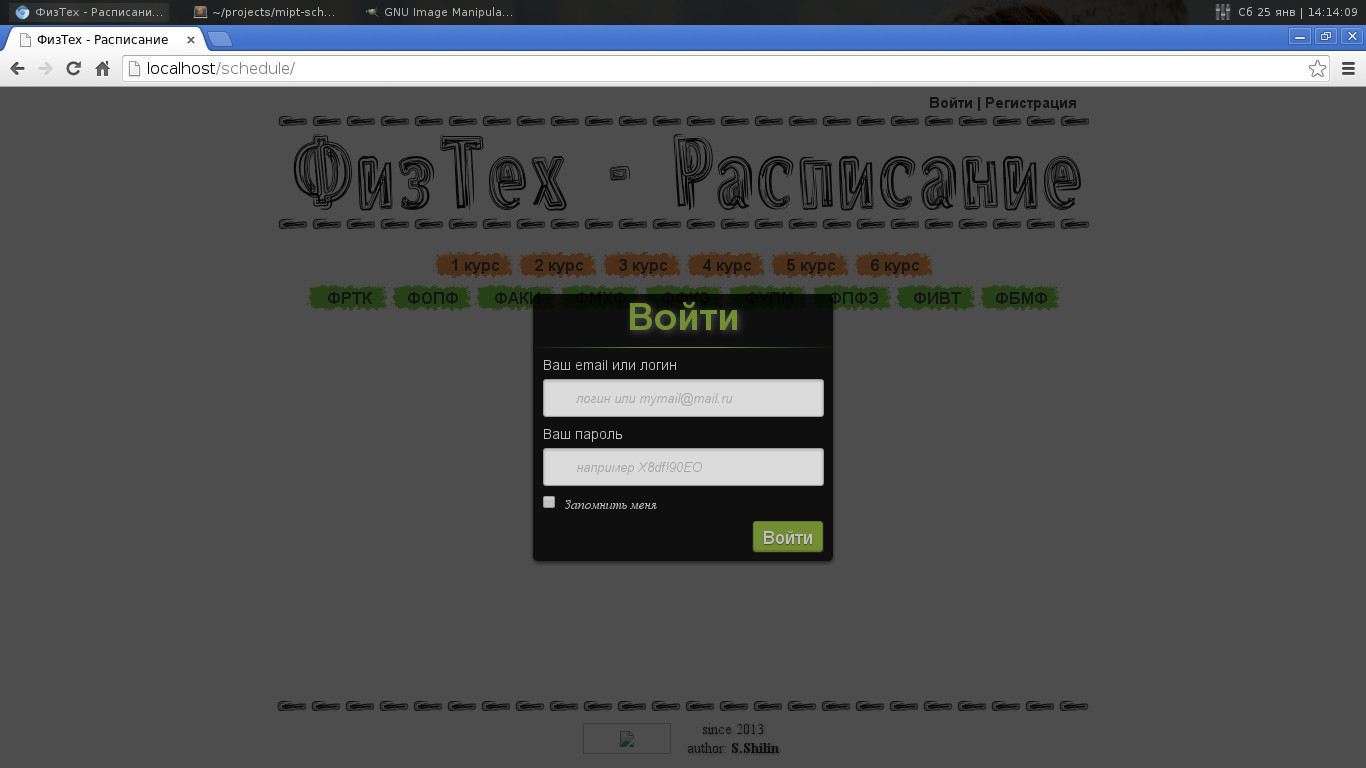 ФизТех - Расписани...
~/projects/mipt-sch...
GNU Image Manipula...
Сб 25 янв | 14:14:09
ФизТех - Расписание
localhost/schedule/
Войти | Регистрация
ФизТех - Расписание
1 курс 2 курс 3 курс 4 курс 5 курс 6 курс
ФРТК ФОПФ ФАКИ ФМХФ ФФКЭ ФУПМ ФПФЭ ФИВТ ФБМФ
Войти
Ваш email или логин
логин или mymail@mail.ru
Ваш пароль
например X8df!90EO
Запомнить меня
Войти
since 2013
author: S.Shilin